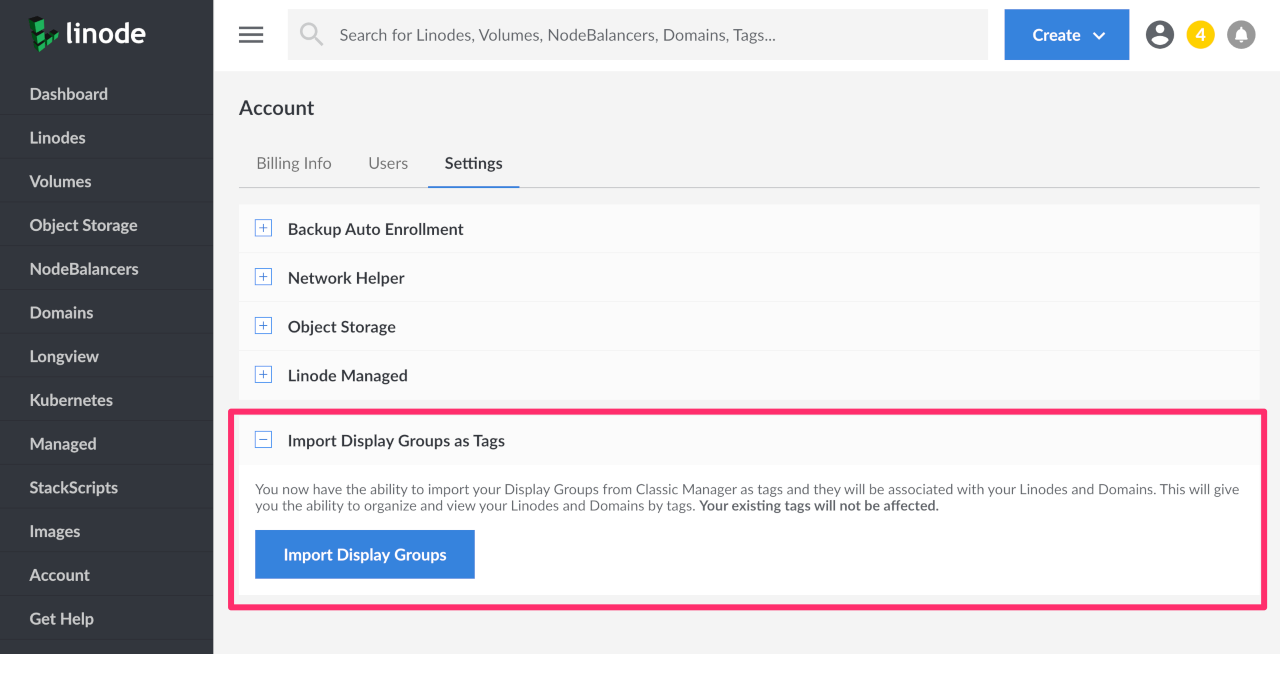 linode
Search for Linodes, Volumes, NodeBalancers, Domains, Tags...
Create
4
Dashboard
Linodes
Volumes
Object Storage
NodeBalancers
Domains
Longview
Kubernetes
Managed
StackScripts
Images
Account
Get Help
Account
Billing Info
Users
Settings
Backup Auto Enrollment
Network Helper
Object Storage
Linode Managed
Import Display Groups as Tags
You now have the ability to import your Display Groups from Classic Manager as tags and they will be associated with your Linodes and Domains. This will give
you the ability to organize and view your Linodes and Domains by tags. Your existing tags will not be affected.
Import Display Groups